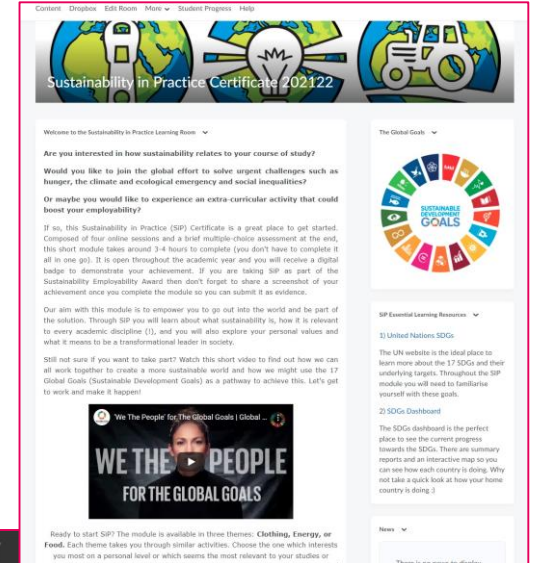 Content Dropbox Edit Room More Student Progress Help
Sustainability in Practice Certificate 202122
Welcome to the Sustainability in Practice Learning Room
Are you interested in how sustainability relates to your course of study?
Would you like to join the global effort to solve urgent challenges such as
hunger, the climate and ecological emergency and social inequalities?
Or maybe you would like to experience an extra-curricular activity that could
boost your employability?
If so, this Sustainability in Practice (SiP) Certificate is a great place to get started.
Composed of four online sessions and a brief multiple-choice assessment at the end,
this short module takes around 3-4 hours to complete (you don't have to complete it
all in one go). It is open throughout the academic year and you will receive a digital
badge to demonstrate your achievement. If you are taking SiP as part of the
Sustainability Employability Award then don't forget to share a screenshot of your
achievement once you complete the module so you can submit it as evidence.
Our aim with this module is to empower you to go out into the world and be part of
the solution. Through SiP you will learn about what sustainability is, how it is relevant
to every academic discipline (!), and you will also explore your personal values and
what it means to be a transformational leader in society.
Still not sure if you want to take part? Watch this short video to find out how we can
all work together to create a more sustainable world and how we might use the 17
Global Goals (Sustainable Development Goals) as a pathway to achieve this. Let's get
to work and make it happen!
'We The People' for The Global Goals | Global ...
WE THE PEOPLE
FOR THE GLOBAL GOALS
Ready to start SiP? The module is available in three themes: Clothing, Energy, or
Food. Each theme takes you through similar activities. Choose the one which interests
you most on a personal level or which seems the most relevant to your studies or
The Global Goals
SUSTAINABLE
DEVELOPMENT
GOALS
SiP Essential Learning Resources
1) United Nations SDGs
The UN website is the ideal place to
learn more about the 17 SDGs and their
underlying targets. Throughout the SIP
module you will need to familiarise
yourself with these goals.
2) SDGs Dashboard
The SDGs dashboard is the perfect
place to see the current progress
towards the SDGs. There are summary
reports and an interactive map so you
can see how each country is doing. Why
not take a quick look at how your home
country is doing :)
News
There is no news to display